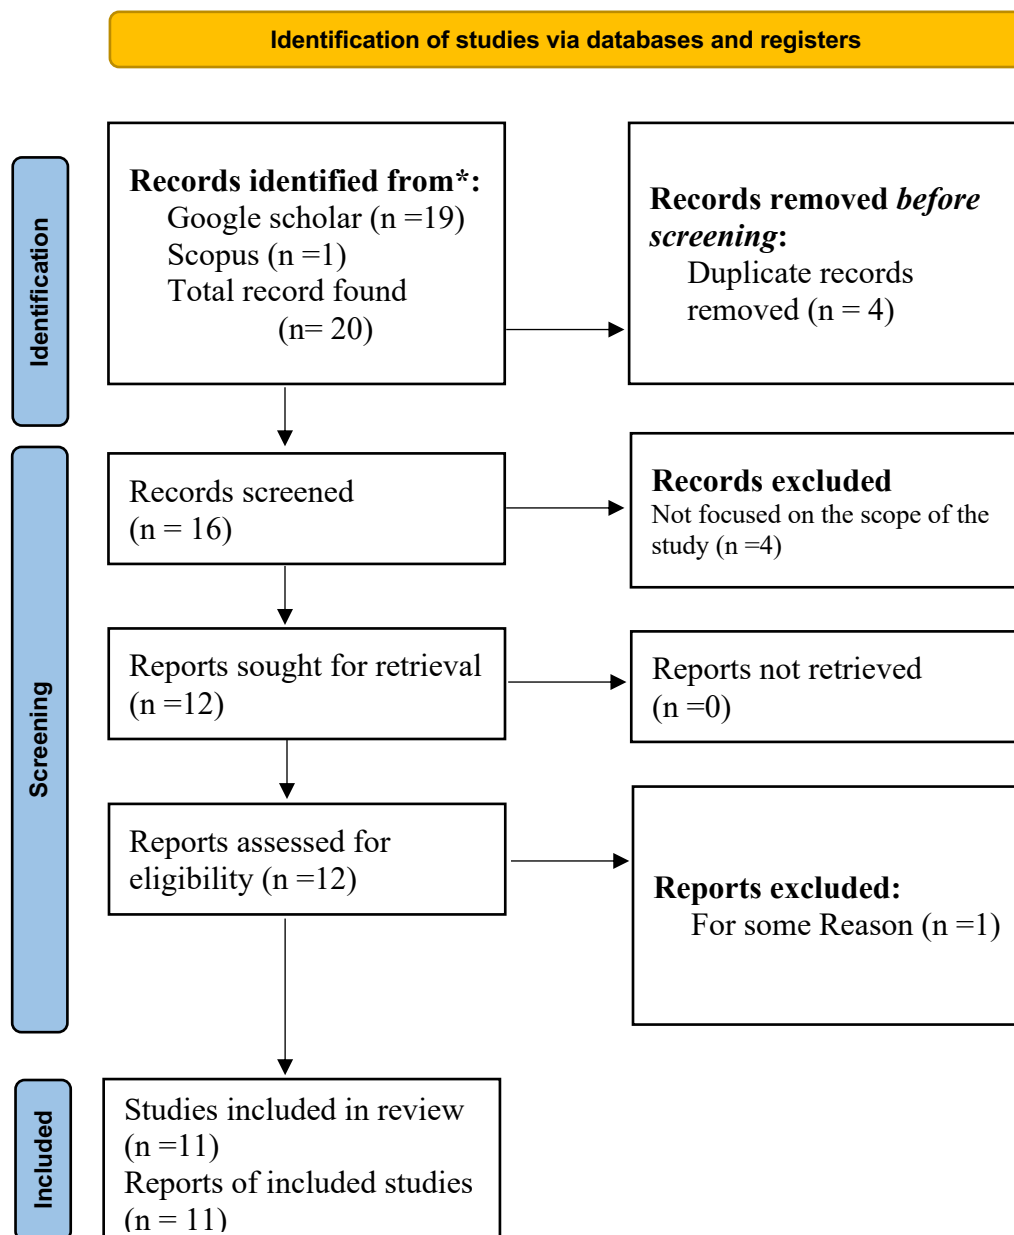 Identification of studies via databases and registers
Identification
Records identified from*:
Google scholar (n =19)
Scopus (n =1)
Total record found
(n= 20)
Records removed before
screening:
Duplicate records
removed (n = 4)
Screening
Records screened
(n = 16)
Records excluded
Not focused on the scope of the
study (n =4)
Reports sought for retrieval
(n =12)
Reports not retrieved
(n =0)
Reports assessed for
eligibility (n =12)
Reports excluded:
For some Reason (n =1)
Included
Studies included in review
(n =11)
Reports of included studies
(n = 11)